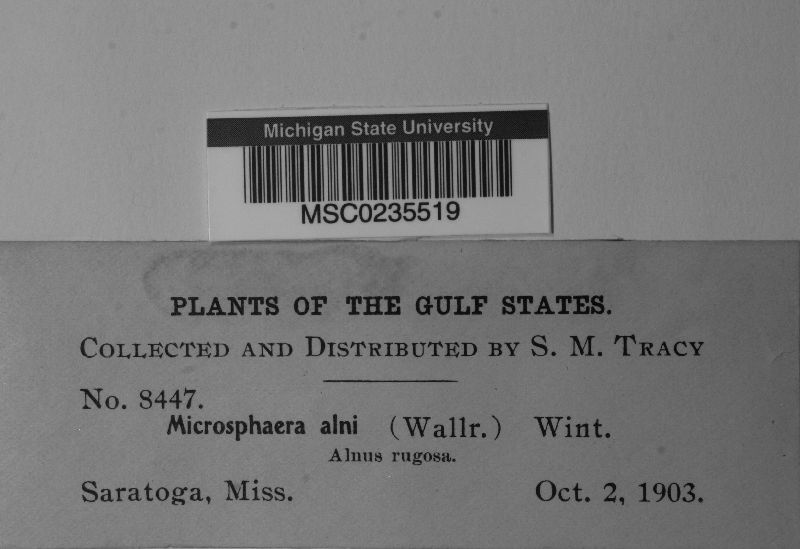 Michigan State University
MSC0235519
PLANTS OF THE GULF STATES.
COLLECTED AND DISTRIBUTED BY S. M. TRACY
No. 8447.
Microsphaera alni (Wallr.) Wint.
Alnus rugosa.
Saratoga, Miss. Oct. 2, 1903.